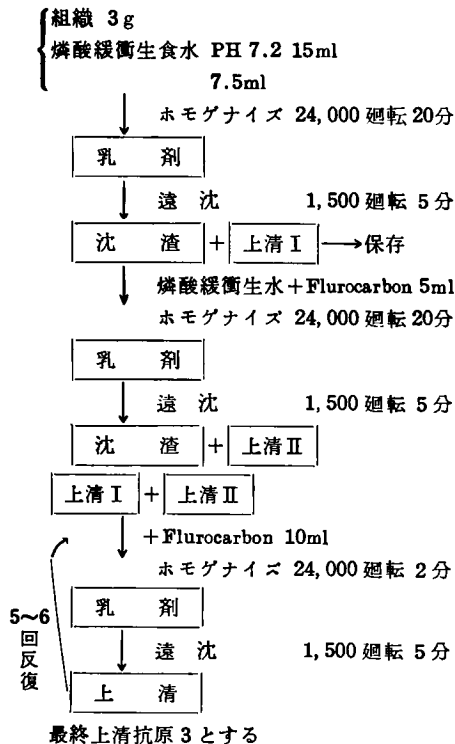 組織 3g
燐酸緩衝生食水 PH 7.2 15ml
7.5ml
ホモゲナイズ 24,000 廻転 20分
乳 剤
遠 沈 1,500 廻転 5分
沈 渣 + 上清Ⅰ → 保存
燐酸緩衝生水+Flurocarbon 5ml
ホモゲナイズ 24,000 廻転 20分
乳 剤
遠 沈 1,500 廻転 5分
沈 渣 + 上清Ⅱ
上清Ⅰ + 上清Ⅱ
+Flurocarbon 10ml
ホモゲナイズ 24,000 廻転 2分
乳 剤
5~6回反復
遠 沈 1,500 廻転 5分
上 清
最終上清抗原 3 とする